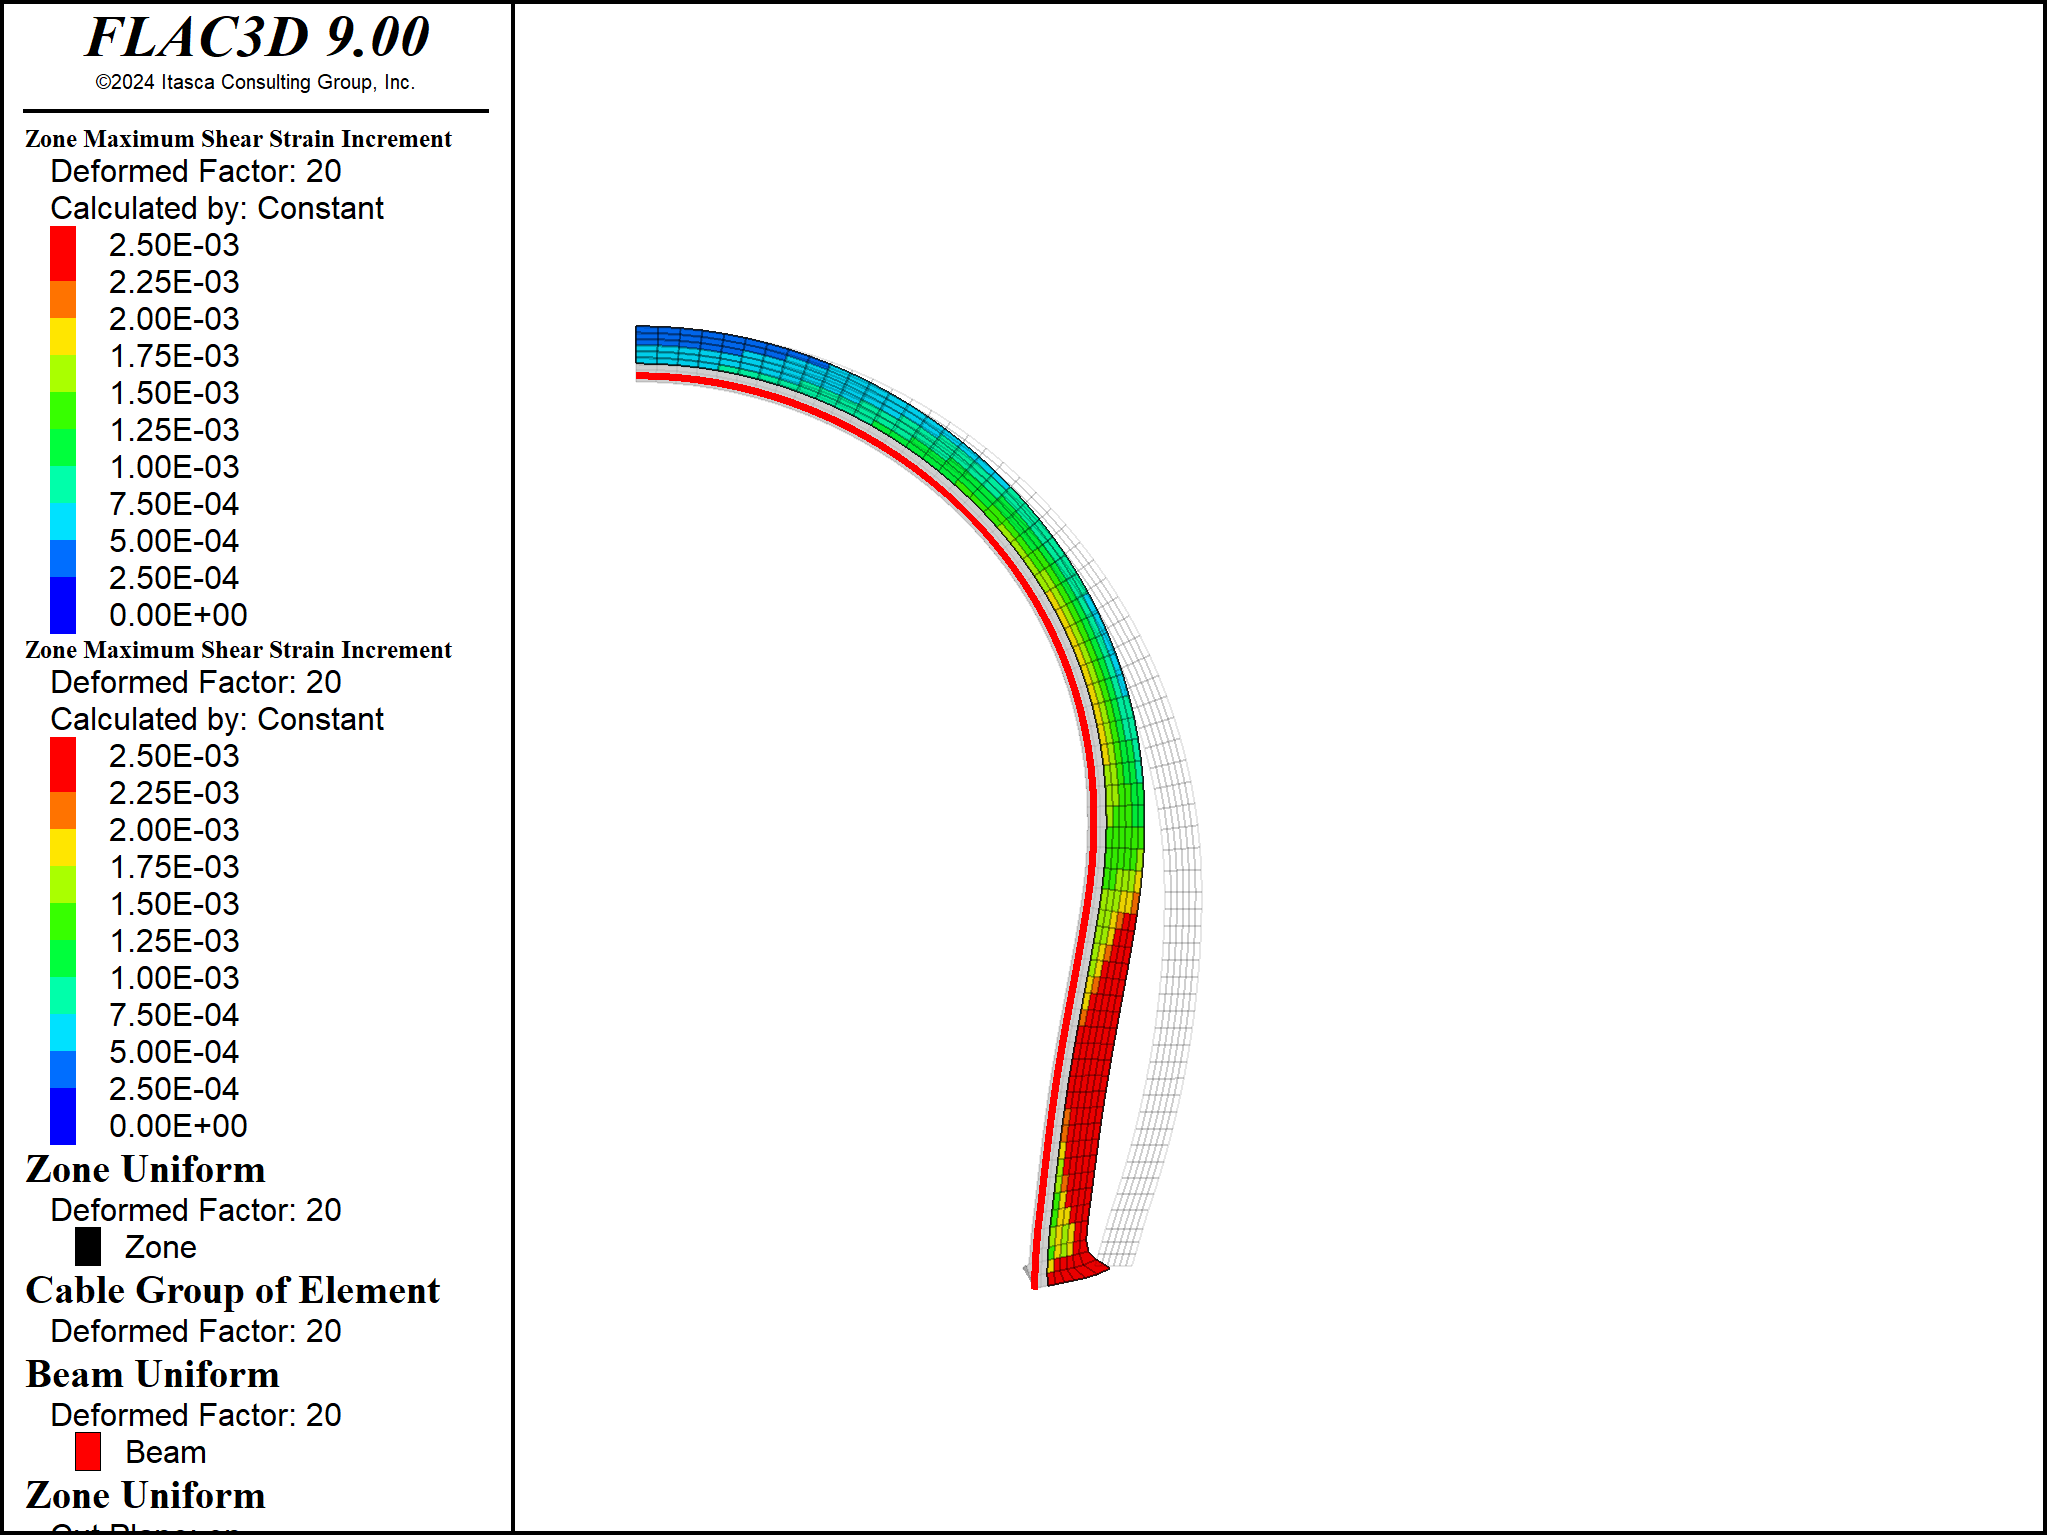 FLAC3D 9.00
©2024 Itasca Consulting Group, Inc.
Zone Maximum Shear Strain Increment
Deformed Factor: 20
Calculated by: Constant
2.50E-03
2.25E-03
2.00E-03
1.75E-03
1.50E-03
1.25E-03
1.00E-03
7.50E-04
5.00E-04
2.50E-04
0.00E+00
Zone Maximum Shear Strain Increment
Deformed Factor: 20
Calculated by: Constant
2.50E-03
2.25E-03
2.00E-03
1.75E-03
1.50E-03
1.25E-03
1.00E-03
7.50E-04
5.00E-04
2.50E-04
0.00E+00
Zone Uniform
Deformed Factor: 20
Zone
Cable Group of Element
Deformed Factor: 20
Beam Uniform
Deformed Factor: 20
Beam
Zone Uniform